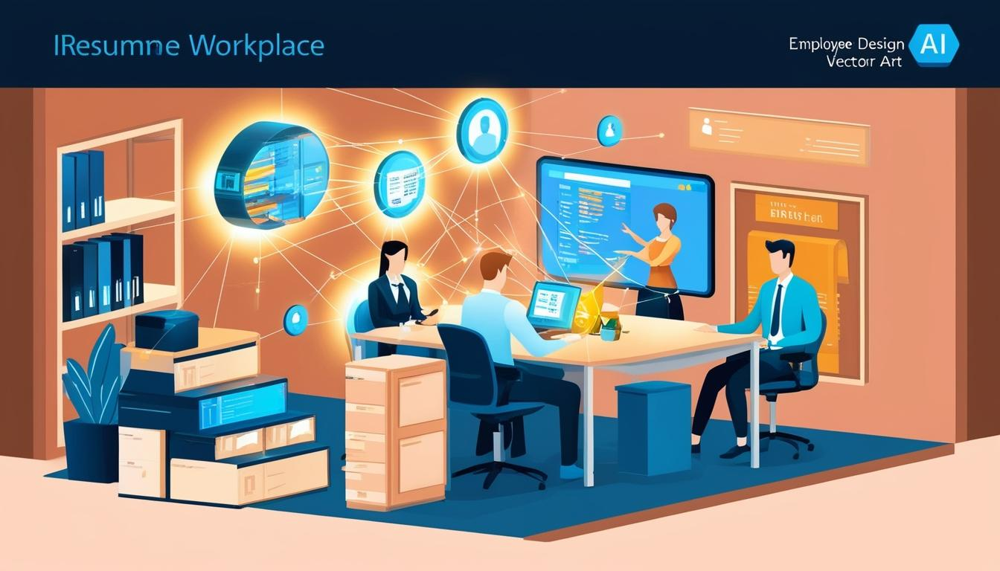 IResumne Workplace
Employee Design
Vector Art
AI